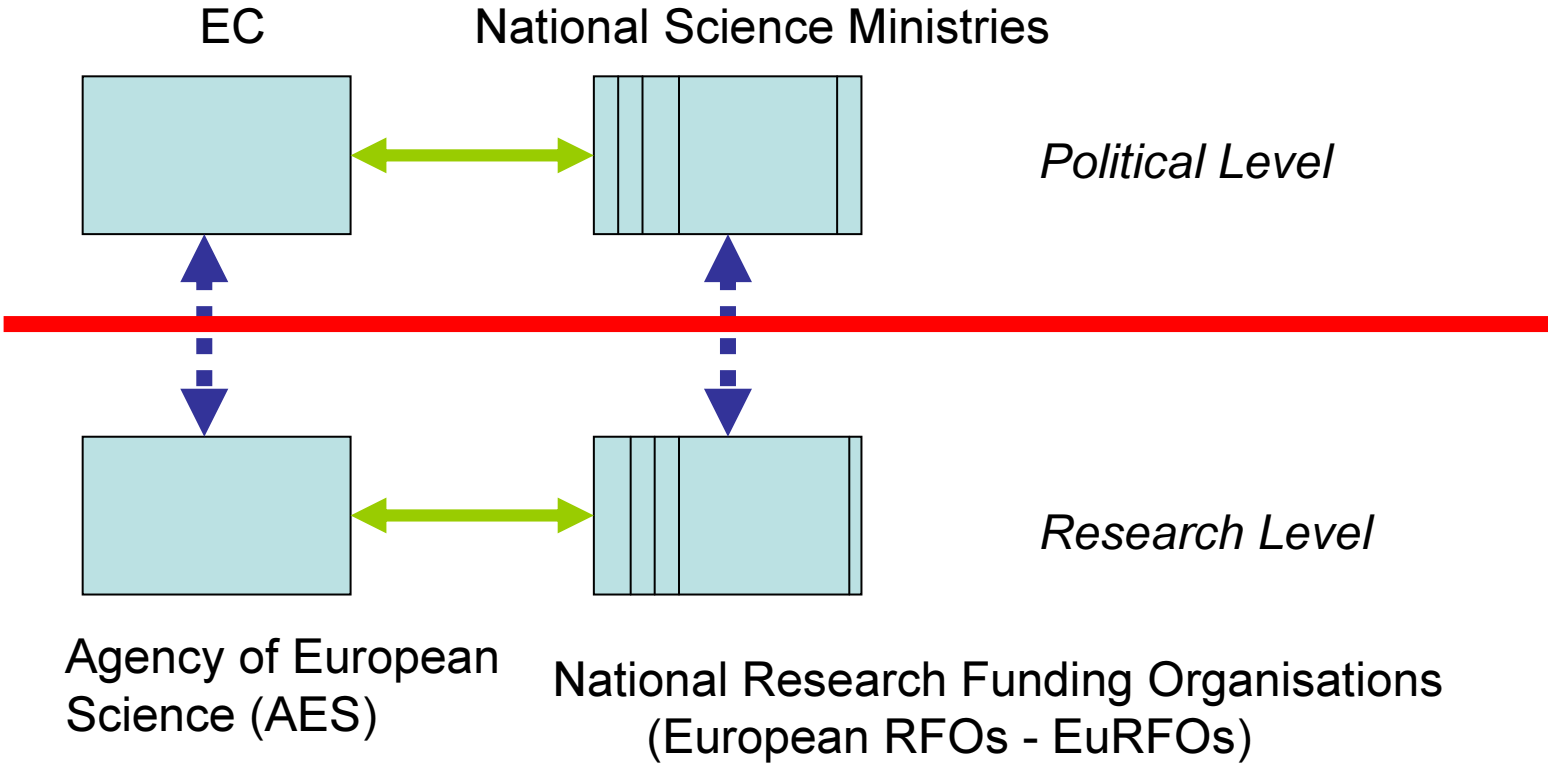 EC
National Science Ministries
Political Level
Research Level
Agency of European
Science (AES)
National Research Funding Organisations
(European RFOs - EuRFOs)